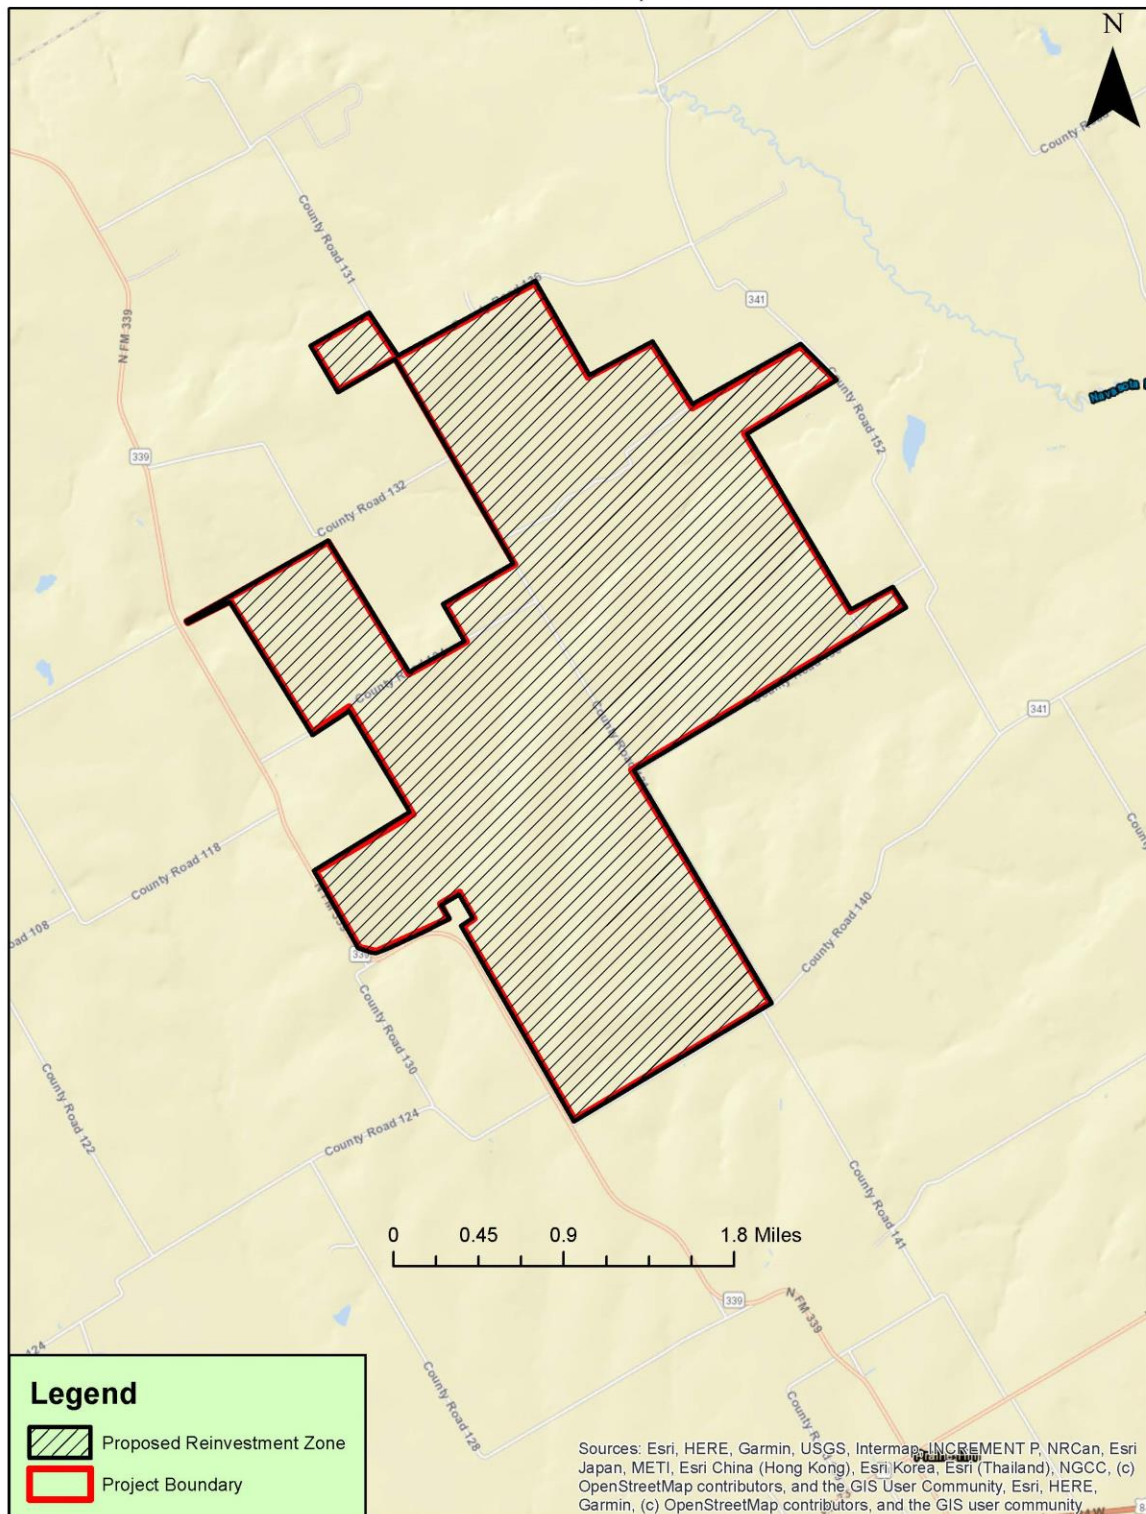 N
County Road
County Road 131
341
N FM 339
County Road 152
Navasota
339
County Road 132
341
County Road 118
oad 108
339
County Road 140
County Road 130
County Road 122
County Road 124
County Road 141
0 0.45 0.9 1.8 Miles
339
N FM 339
124
County Road 128
Legend
Proposed Reinvestment Zone
Project Boundary
Sources: Esri, HERE, Garmin, USGS, Intermap, INCREMENT P, NRCan, Esri
Japan, METI, Esri China (Hong Kong), Esri Korea, Esri (Thailand), NGCC, (c)
OpenStreetMap contributors, and the GIS User Community, Esri, HERE,
Garmin, (c) OpenStreetMap contributors, and the GIS user community